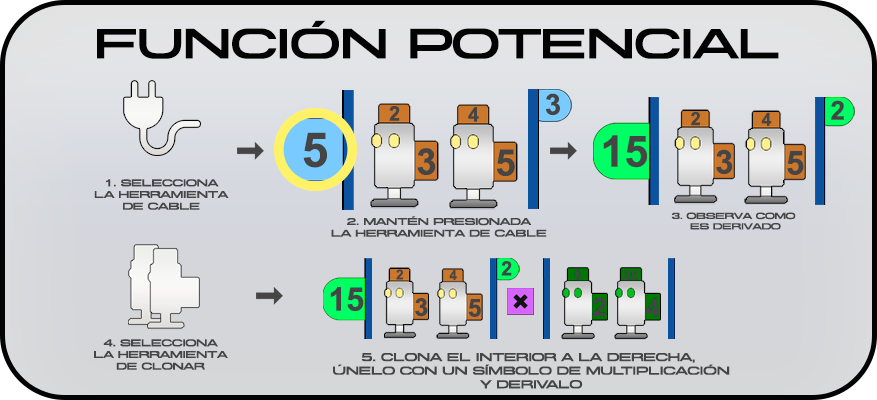 FUNCIÓN POTENCIAL
5
2
3
4
5
3
15
2
3
4
5
2
1. SELECCIONA
LA HERRAMIENTA
DE CABLE
2. MANTÉN PRESIONADA
LA HERRAMIENTA DE CABLE
3. OBSERVA COMO
ES DERIVADO
15
2
3
4
5
2
×
4
4. SELECCIONA
LA HERRAMIENTA
DE CLONAR
5. CLONA EL INTERIOR A LA DERECHA,
ÚNELO CON UN SÍMBOLO DE MULTIPLICACIÓN
Y DERIVALO